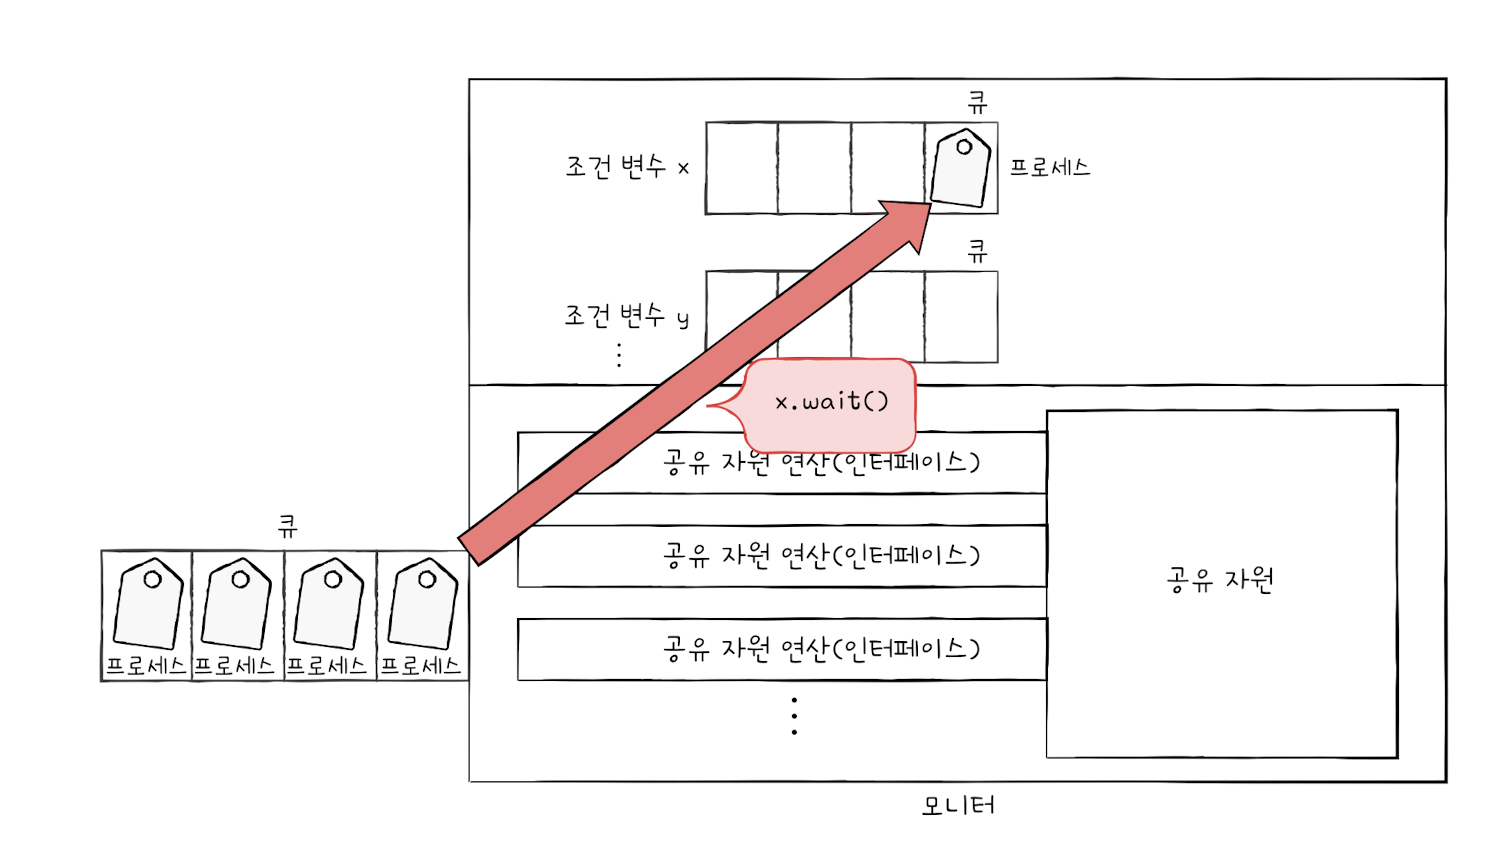 큐
조건 변수 x
프로세스
큐
조건 변수 y
⋮
x.wait()
공유 자원 연산(인터페이스)
큐
공유 자원 연산(인터페이스)
공유 자원
공유 자원 연산(인터페이스)
프로세스 프로세스 프로세스 프로세스
⋮
모니터